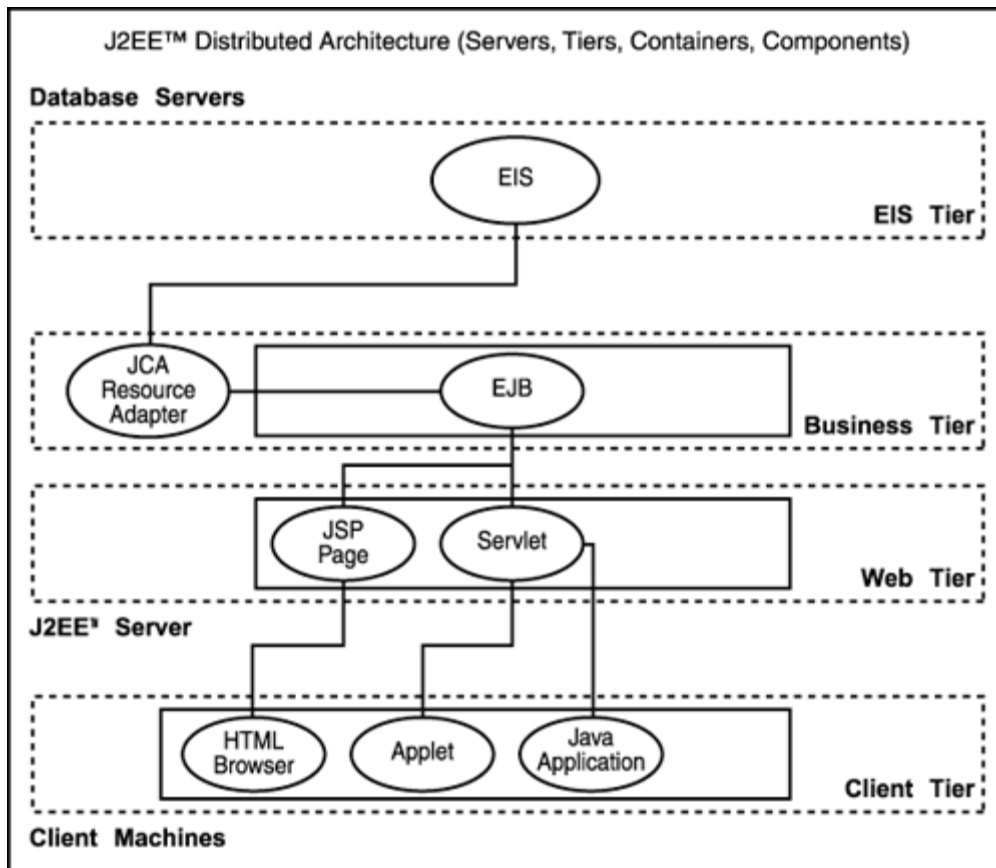 J2EE™ Distributed Architecture (Servers, Tiers, Containers, Components)
Database Servers
EIS
EIS Tier
JCA
Resource
Adapter
EJB
Business Tier
JSP
Page
Servlet
Web Tier
J2EE™ Server
HTML
Browser
Applet
Java
Application
Client Tier
Client Machines